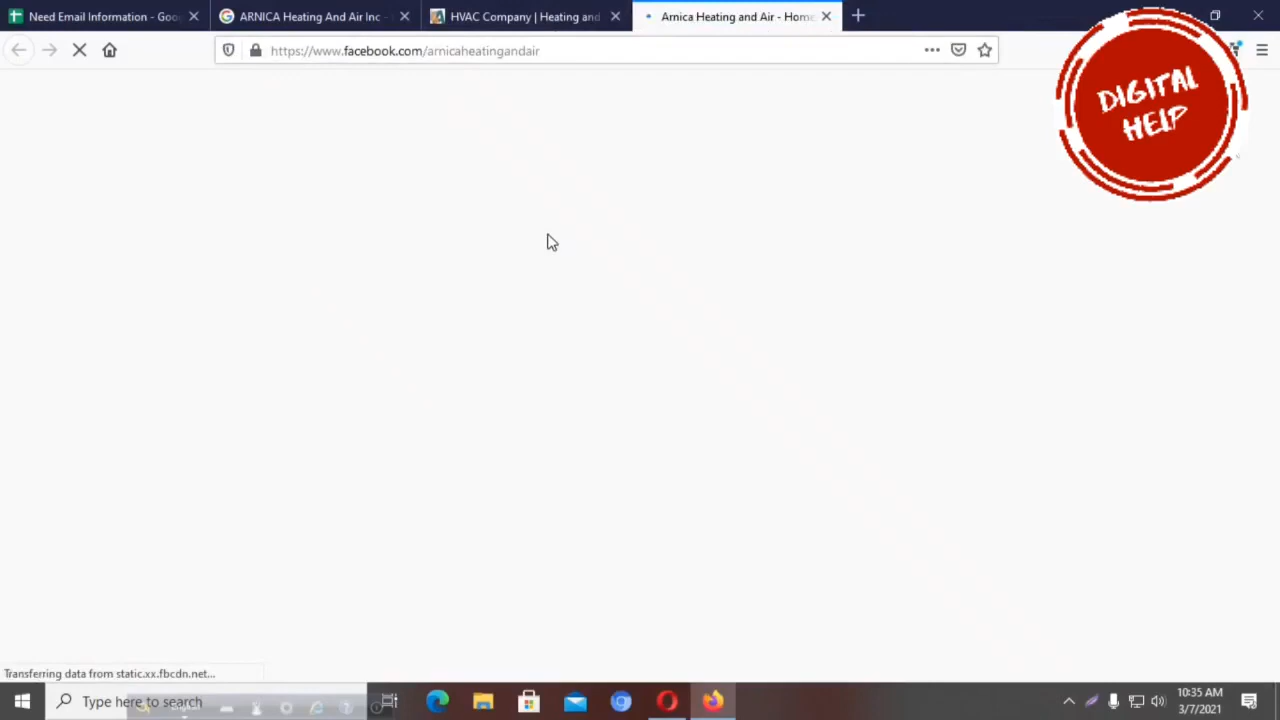 Need Email Information - Goo
ARNICA Heating And Air Inc -
HVAC Company | Heating and
Arnica Heating and Air - Home
https://www.facebook.com/arnicaheatingandair
DIGITAL
HELP
Transferring data from static.xx.fbcdn.net...
Type here to search
English
10:35 AM
3/7/2021